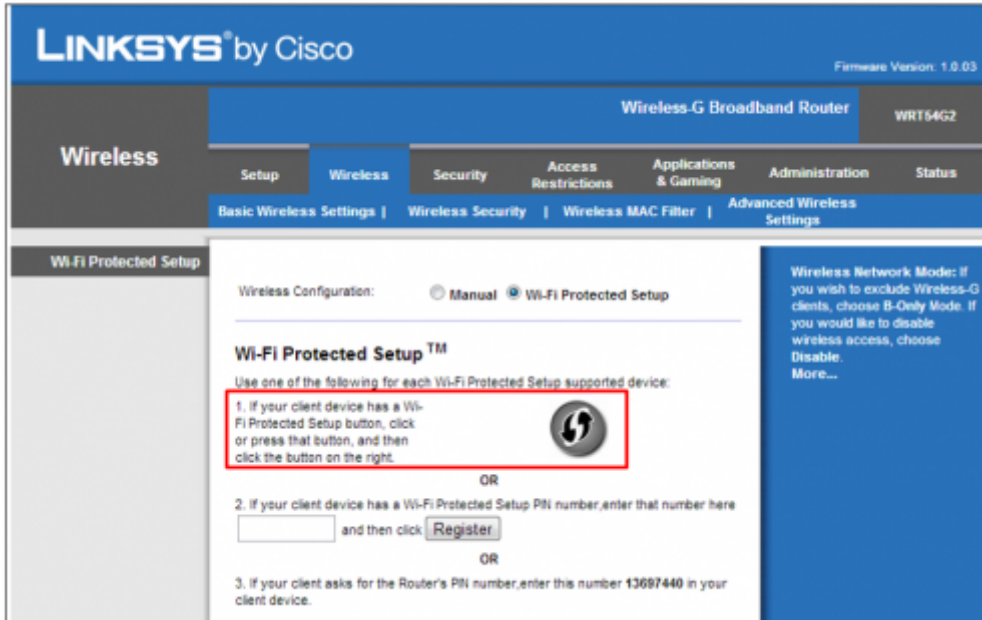 LINKSYS® by Cisco
Firmware Version: 1.0.03
Wireless-G Broadband Router
WRT54G2
Wireless
Setup
Wireless
Security
Access
Restrictions
Applications
& Gaming
Administration
Status
Basic Wireless Settings |
Wireless Security |
Wireless MAC Filter |
Advanced Wireless
Settings
Wi-Fi Protected Setup
Wireless Configuration: Manual Wi-Fi Protected Setup
Wi-Fi Protected Setup TM
Use one of the following for each Wi-Fi Protected Setup supported device:
1. If your client device has a Wi-
Fi Protected Setup button, click
or press that button, and then
click the button on the right.
OR
2. If your client device has a Wi-Fi Protected Setup PIN number,enter that number here
and then click Register
OR
3. If your client asks for the Router's PIN number,enter this number 13697440 in your
client device.
Wireless Network Mode: If
you wish to exclude Wireless-G
clients, choose B-Only Mode. If
you would like to disable
wireless access, choose
Disable.
More...